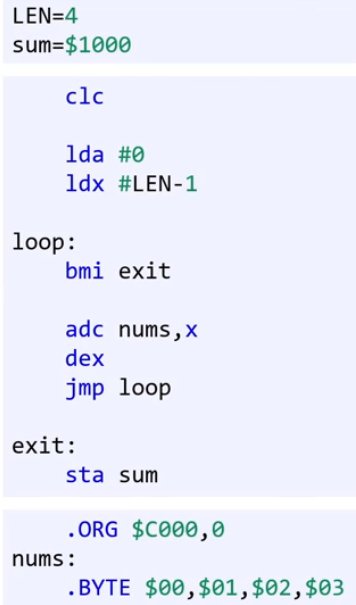 LEN=4
sum=$1000
clc
lda #0
ldx #LEN-1
loop:
bmi exit
adc nums,x
dex
jmp loop
exit:
sta sum
.ORG $C000,0
nums:
.BYTE $00,$01,$02,$03